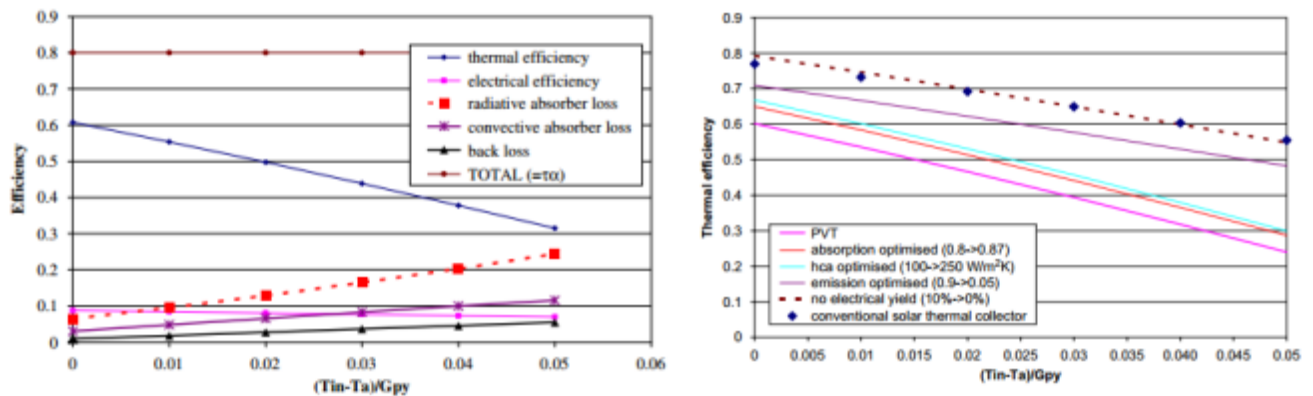 0.9
0.8
0.7
0.6
0.5
0.4
0.3
0.2
0.1
0
Efficiency
thermal efficiency
electrical efficiency
radiative absorber loss
convective absorber loss
back loss
TOTAL (=τα)
0 0.01 0.02 0.03 0.04 0.05 0.06
(Tin-Ta)/Gpy
0.9
0.8
0.7
0.6
0.5
0.4
0.3
0.2
0.1
0
Thermal efficiency
PVT
absorption optimised (0.8->0.87)
hca optimised (100->250 W/m²K)
emission optimised (0.9->0.05)
no electrical yield (10%->0%)
conventional solar thermal collector
0 0.005 0.01 0.015 0.02 0.025 0.03 0.035 0.040 0.045 0.05
(Tin-Ta)/Gpy